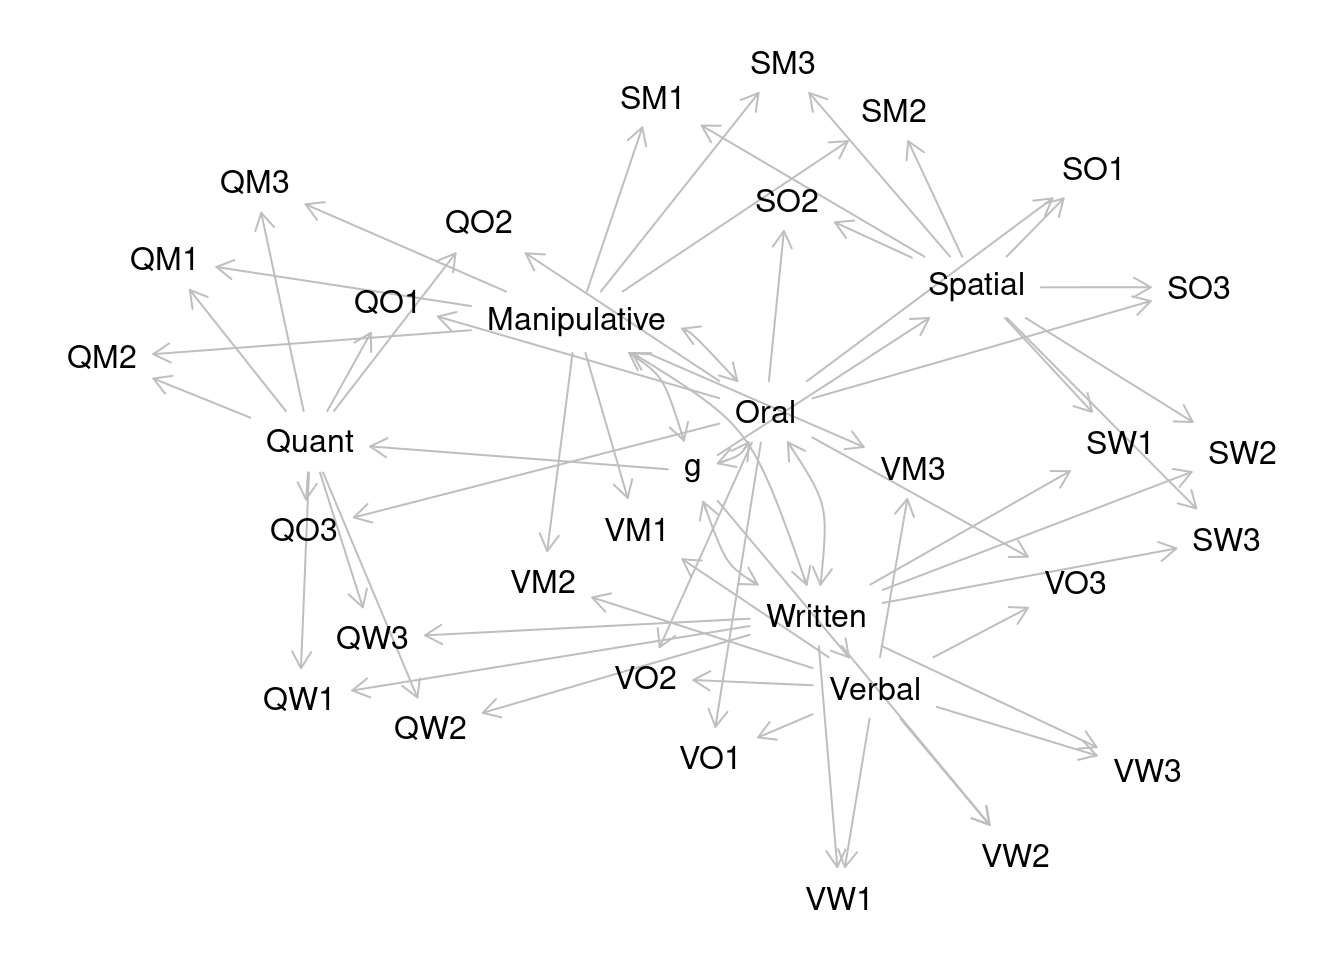 SM3
SM1
SM2
SO1
QM3
SO2
QO2
QM1
Spatial
SO3
QO1
Manipulative
QM2
Oral
Quant
SW1
SW2
g
VM3
QO3
VM1
SW3
VM2
VO3
Written
QW3
VO2
Verbal
QW1
QW2
VO1
VW3
VW2
VW1